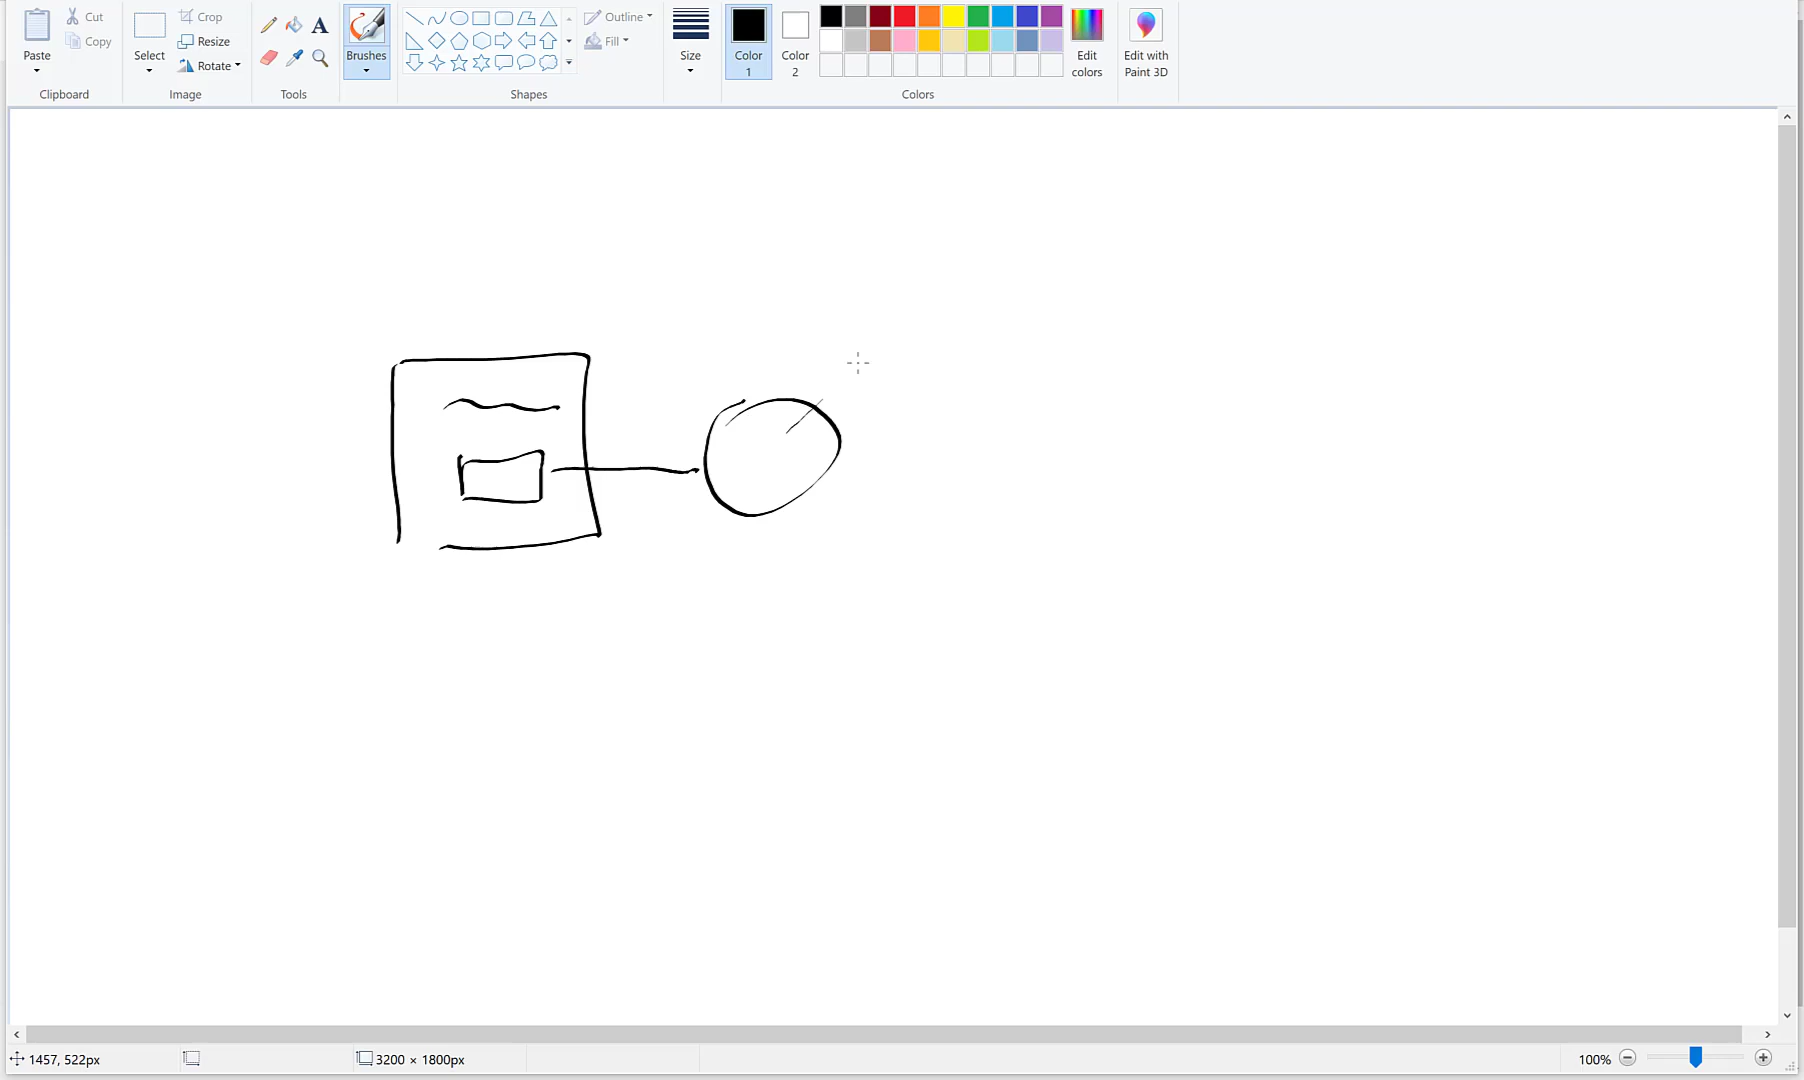 Paste
Cut
Copy
Clipboard
Select
Crop
Resize
Rotate
Image
A
Tools
Brushes
Outline
Fill
Shapes
Size
Color 1
Color 2
Edit colors
Colors
Edit with Paint 3D
1457, 522px
3200 × 1800px
100%